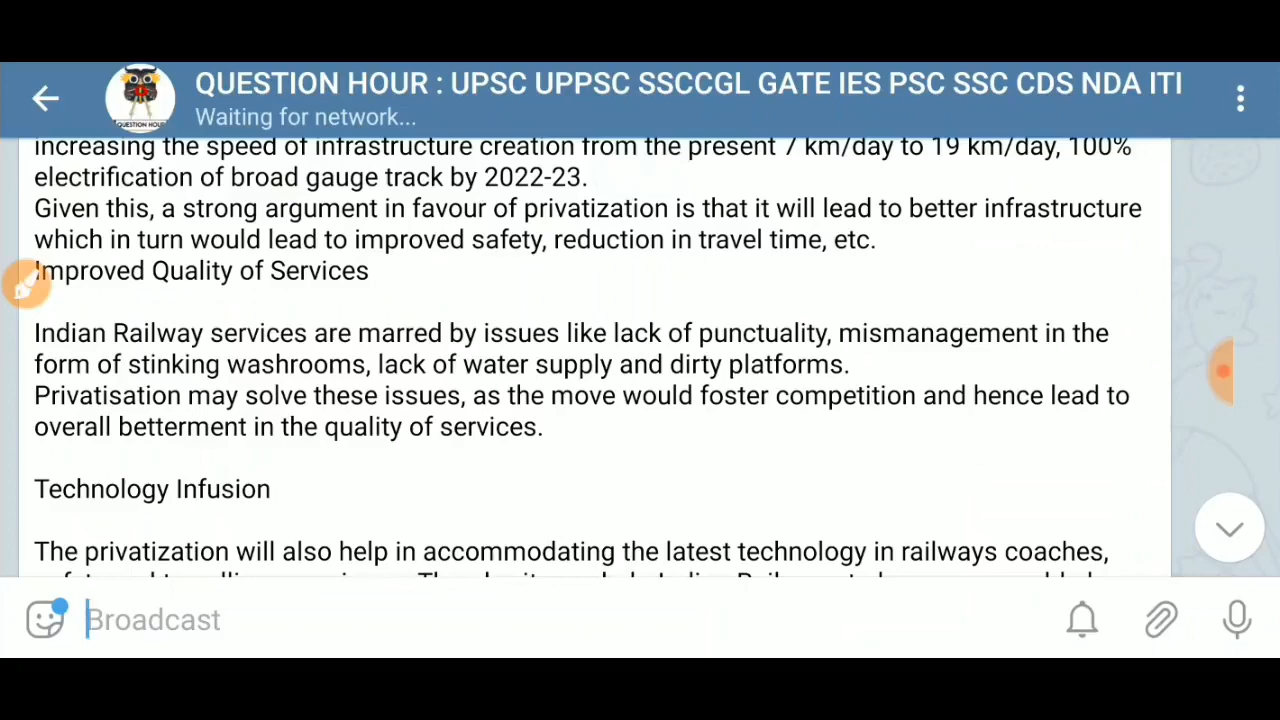 QUESTION HOUR : UPSC UPPSC SSCCGL GATE IES PSC SSC CDS NDA ITI
Waiting for network...
QUESTION HOUR
increasing the speed of infrastructure creation from the present 7 km/day to 19 km/day, 100%
electrification of broad gauge track by 2022-23.
Given this, a strong argument in favour of privatization is that it will lead to better infrastructure
which in turn would lead to improved safety, reduction in travel time, etc.
Improved Quality of Services
Indian Railway services are marred by issues like lack of punctuality, mismanagement in the
form of stinking washrooms, lack of water supply and dirty platforms.
Privatisation may solve these issues, as the move would foster competition and hence lead to
overall betterment in the quality of services.
Technology Infusion
The privatization will also help in accommodating the latest technology in railways coaches,
Broadcast